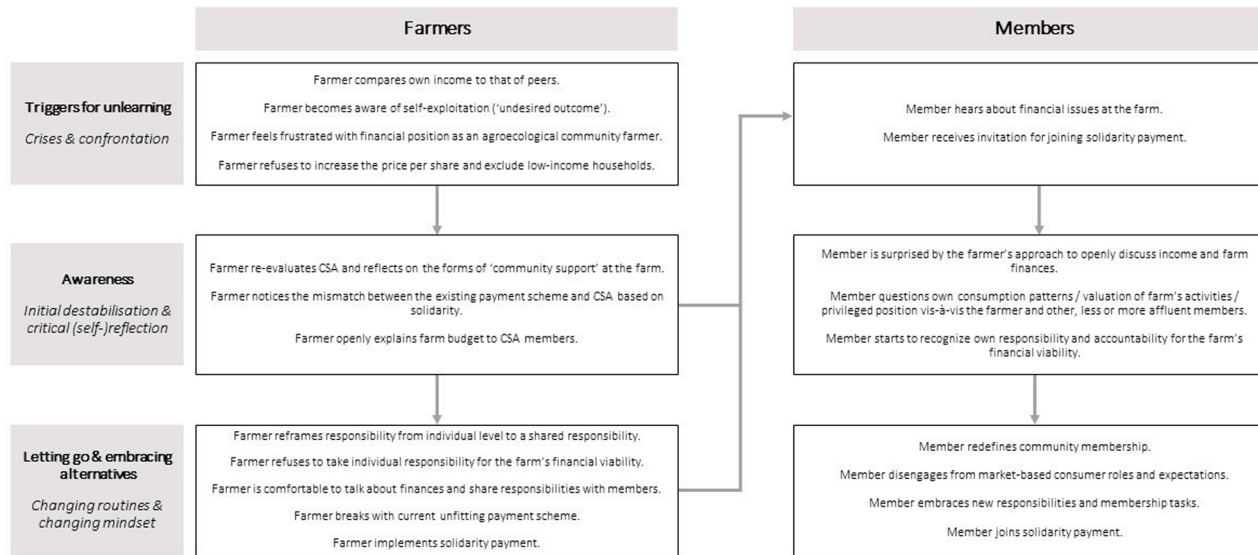 Farmers
Members
Triggers for unlearning
Crises & confrontation
Farmer compares own income to that of peers.
Farmer becomes aware of self-exploitation (‘undesired outcome’).
Farmer feels frustrated with financial position as an agroecological community farmer.
Farmer refuses to increase the price per share and exclude low-income households.
Member hears about financial issues at the farm.
Member receives invitation for joining solidarity payment.
Awareness
Initial destabilisation &
critical (self-)reflection
Farmer re-evaluates CSA and reflects on the forms of ‘community support’ at the farm.
Farmer notices the mismatch between the existing payment scheme and CSA based on
solidarity.
Farmer openly explains farm budget to CSA members.
Member is surprised by the farmer’s approach to openly discuss income and farm
finances.
Member questions own consumption patterns / valuation of farm’s activities /
privileged position vis-à-vis the farmer and other, less or more affluent members.
Member starts to recognize own responsibility and accountability for the farm’s
financial viability.
Letting go & embracing
alternatives
Changing routines &
changing mindset
Farmer reframes responsibility from individual level to a shared responsibility.
Farmer refuses to take individual responsibility for the farm’s financial viability.
Farmer is comfortable to talk about finances and share responsibilities with members.
Farmer breaks with current unfitting payment scheme.
Farmer implements solidarity payment.
Member redefines community membership.
Member disengages from market-based consumer roles and expectations.
Member embraces new responsibilities and membership tasks.
Member joins solidarity payment.